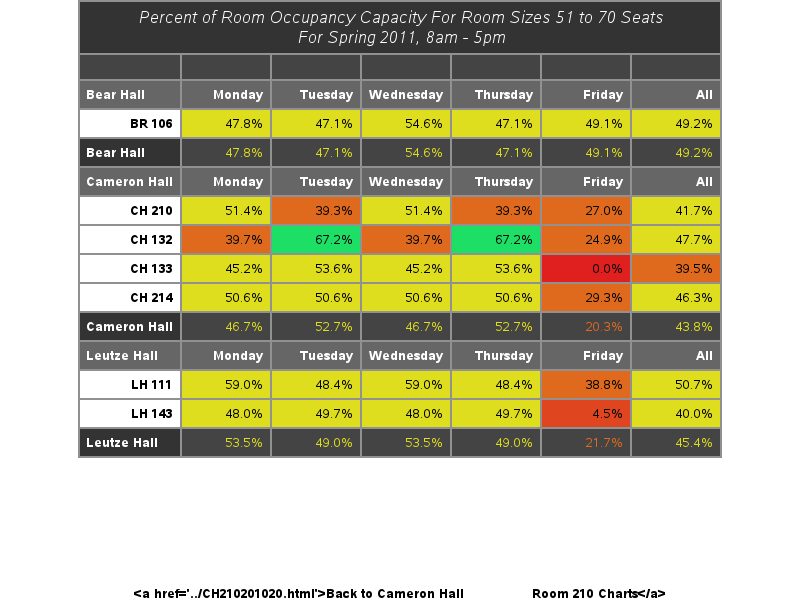 Percent of Room Occupancy Capacity For Room Sizes 51 to 70 Seats
For Spring 2011, 8am - 5pm
Bear Hall Monday Tuesday Wednesday Thursday Friday All
BR 106 47.8% 47.1% 54.6% 47.1% 49.1% 49.2%
Bear Hall 47.8% 47.1% 54.6% 47.1% 49.1% 49.2%
Cameron Hall Monday Tuesday Wednesday Thursday Friday All
CH 210 51.4% 39.3% 51.4% 39.3% 27.0% 41.7%
CH 132 39.7% 67.2% 39.7% 67.2% 24.9% 47.7%
CH 133 45.2% 53.6% 45.2% 53.6% 0.0% 39.5%
CH 214 50.6% 50.6% 50.6% 50.6% 29.3% 46.3%
Cameron Hall 46.7% 52.7% 46.7% 52.7% 20.3% 43.8%
Leutze Hall Monday Tuesday Wednesday Thursday Friday All
LH 111 59.0% 48.4% 59.0% 48.4% 38.8% 50.7%
LH 143 48.0% 49.7% 48.0% 49.7% 4.5% 40.0%
Leutze Hall 53.5% 49.0% 53.5% 49.0% 21.7% 45.4%
<a href='../CH210201020.html'>Back to Cameron Hall Room 210 Charts</a>